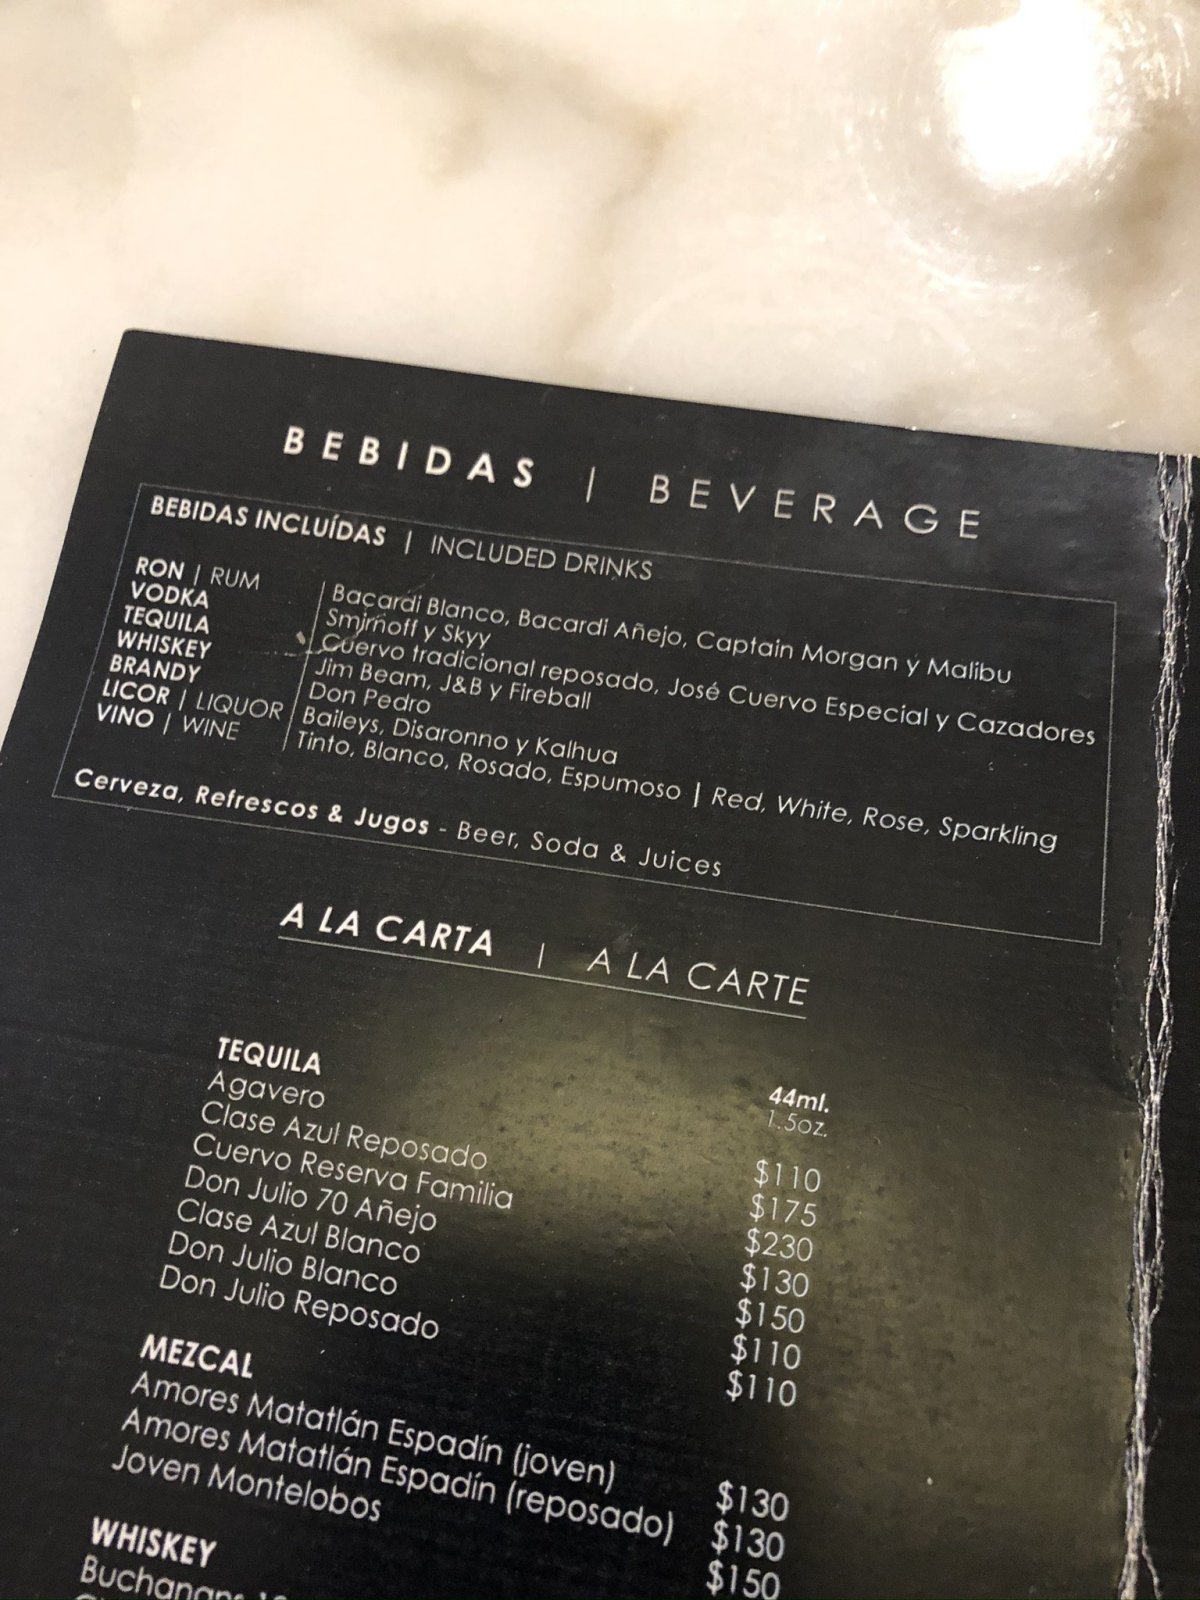 BEBIDAS | BEVERAGE
BEBIDAS INCLUÍDAS | INCLUDED DRINKS
RON | RUM | Bacardi Blanco, Bacardi Añejo, Captain Morgan y Malibu
VODKA | Smirnoff y Skyy
TEQUILA | Cuervo tradicional reposado, José Cuervo Especial y Cazadores
WHISKEY | Jim Beam, J&B y Fireball
BRANDY | Don Pedro
LICOR | LIQUOR | Baileys, Disaronno y Kalhua
VINO | WINE | Tinto, Blanco, Rosado, Espumoso | Red, White, Rose, Sparkling
Cerveza, Refrescos & Jugos - Beer, Soda & Juices
A LA CARTA | A LA CARTE
TEQUILA 44ml.
1.5oz.
Agavero $110
Clase Azul Reposado $175
Cuervo Reserva Familia $230
Don Julio 70 Añejo $130
Clase Azul Blanco $150
Don Julio Blanco $110
Don Julio Reposado $110
MEZCAL
Amores Matatlán Espadín (joven) $130
Amores Matatlán Espadín (reposado) $130
Joven Montelobos $150
WHISKEY
Buchanans